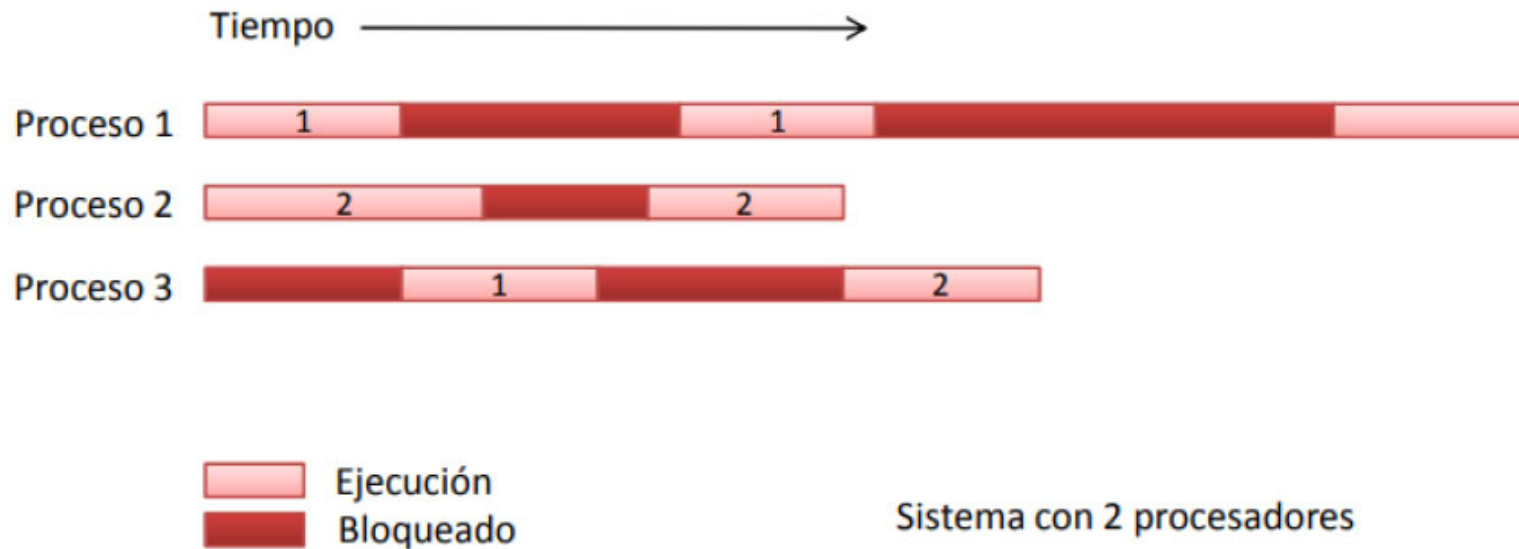 Tiempo
Proceso 1 1 1
Proceso 2 2 2
Proceso 3 1 2
Ejecución
Bloqueado
Sistema con 2 procesadores